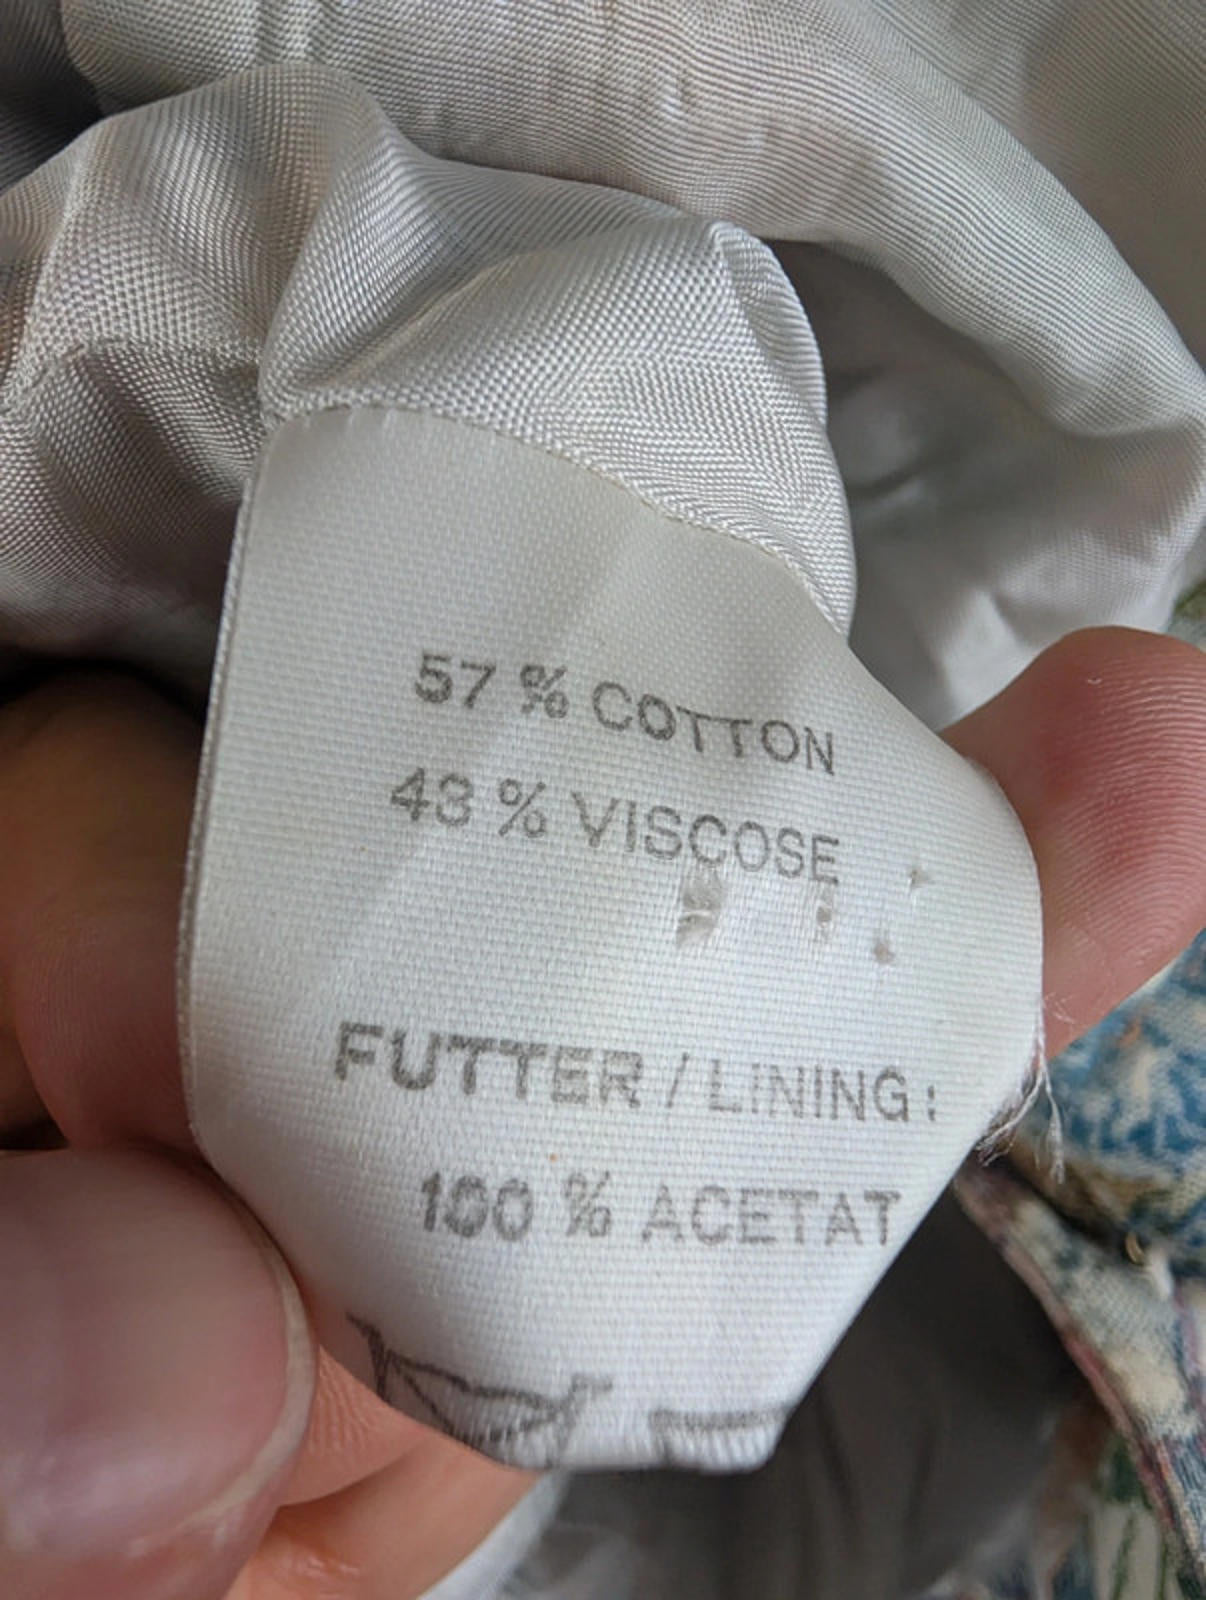 57 % COTTON
43 % VISCOSE
FUTTER / LINING:
100 % ACETAT